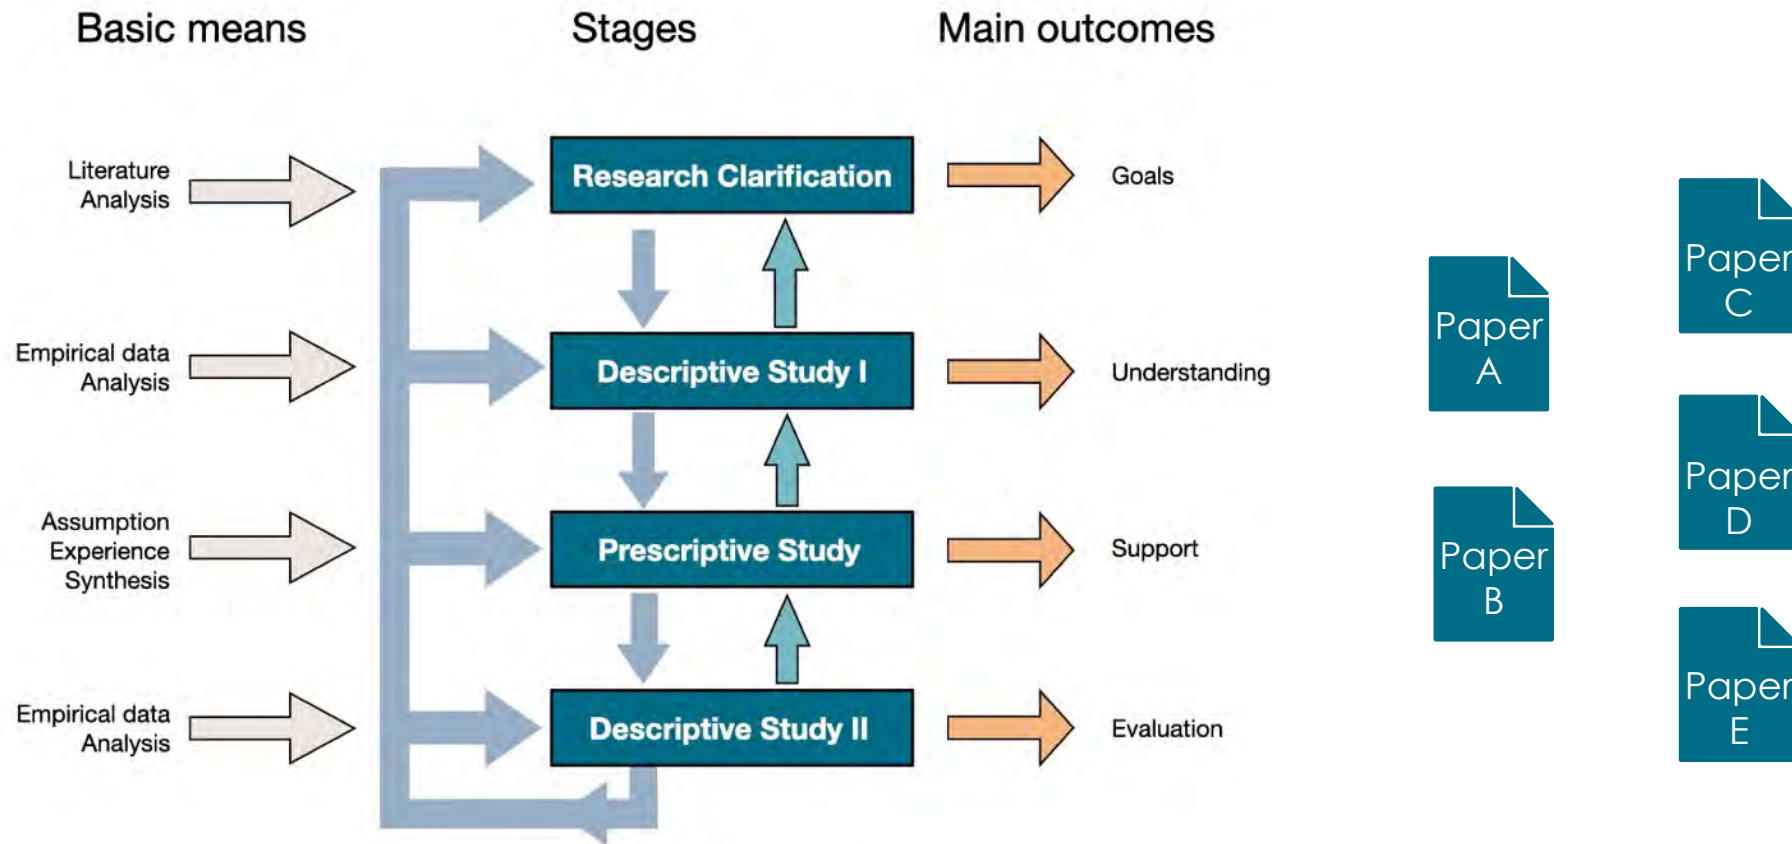 Basic means
Stages
Main outcomes
Literature
Analysis
Research Clarification
Goals
Empirical data
Analysis
Descriptive Study I
Understanding
Assumption
Experience
Synthesis
Prescriptive Study
Support
Empirical data
Analysis
Descriptive Study II
Evaluation
Paper
A
Paper
B
Paper
C
Paper
D
Paper
E